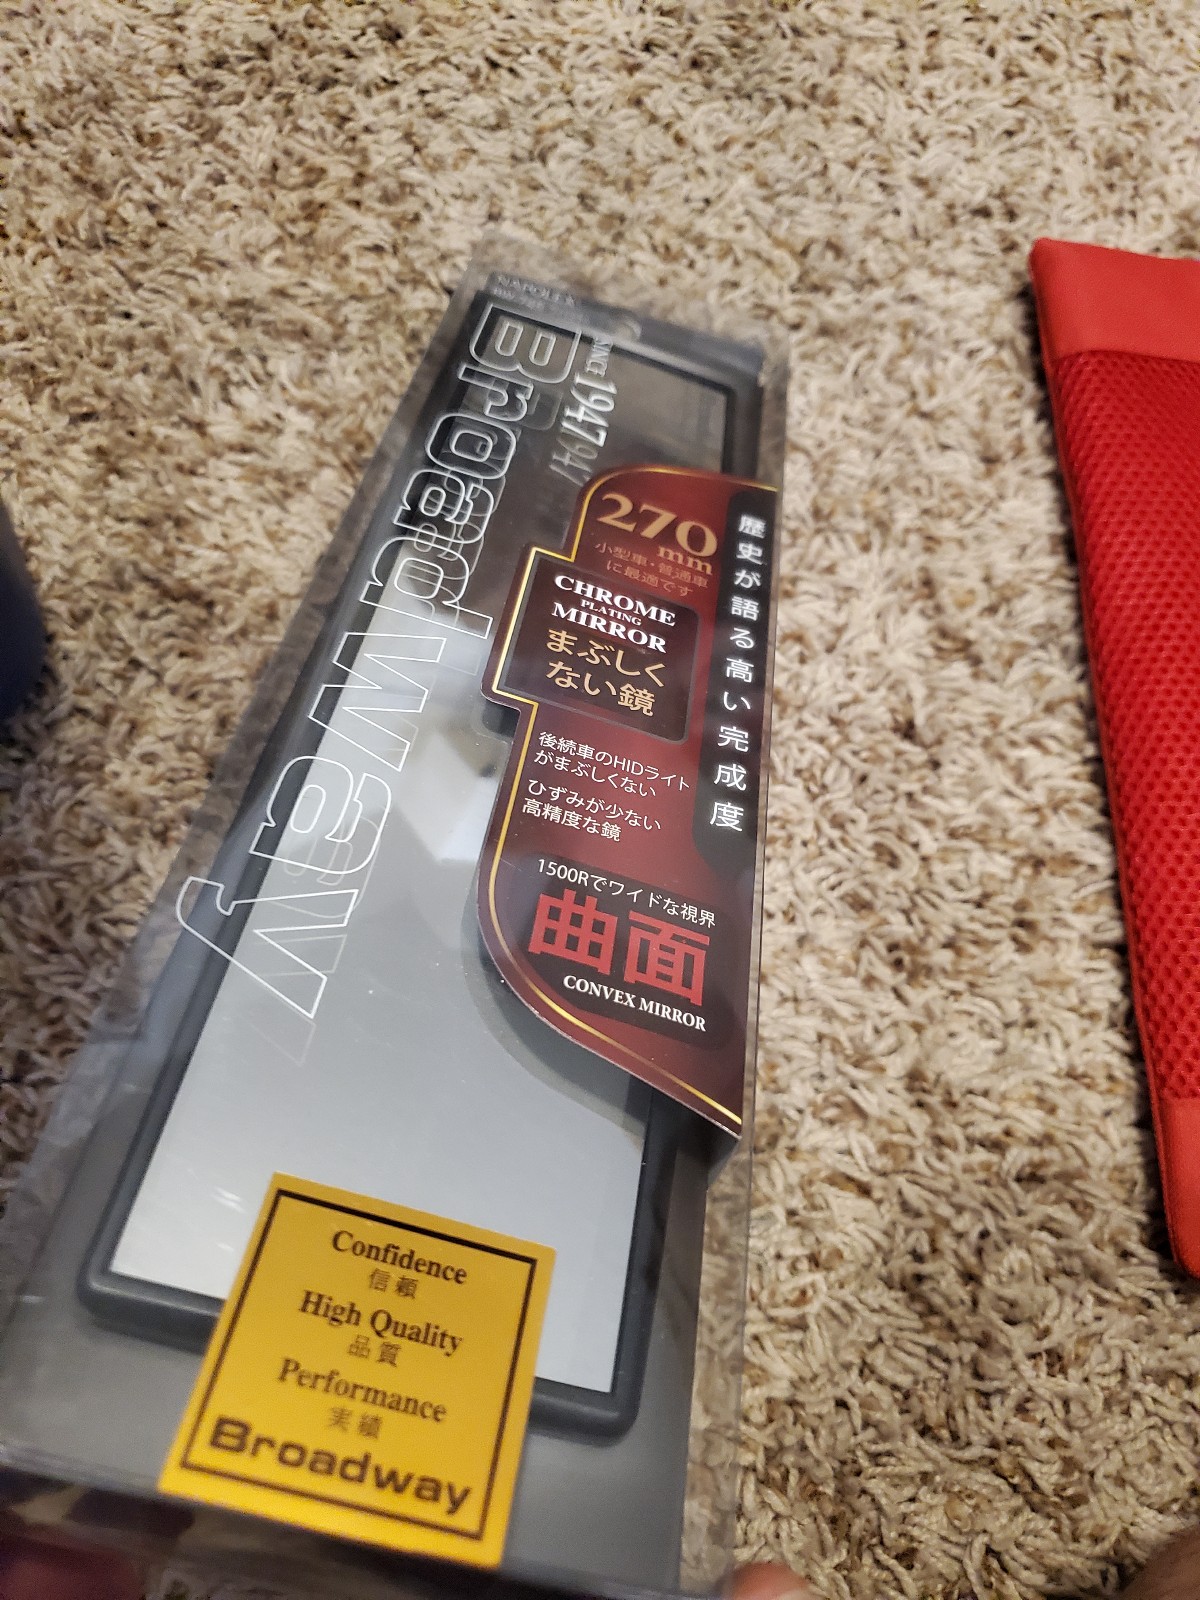 NAPOLEX
Broadway
SINCE 1947
歴史が語る高い完成度
270
mm
小型車・普通車
に最適です
CHROME
PLATING
MIRROR
まぶしく
ない鏡
後続車のHIDライト
がまぶしくない
ひずみが少ない
高精度な鏡
1500Rでワイドな視界
曲面
CONVEX MIRROR
Confidence
信頼
High Quality
品質
Performance
実績
Broadway